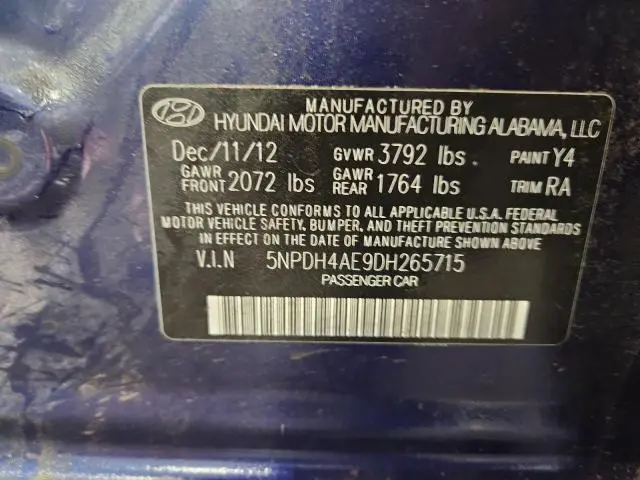 MANUFACTURED BY
HYUNDAI MOTOR MANUFACTURING ALABAMA, LLC
Dec/11/12 GVWR 3792 lbs. PAINT Y4
GAWR FRONT 2072 lbs GAWR REAR 1764 lbs TRIM RA
THIS VEHICLE CONFORMS TO ALL APPLICABLE U.S.A. FEDERAL
MOTOR VEHICLE SAFETY, BUMPER, AND THEFT PREVENTION STANDARDS
IN EFFECT ON THE DATE OF MANUFACTURE SHOWN ABOVE.
V.I.N 5NPDH4AE9DH265715
PASSENGER CAR